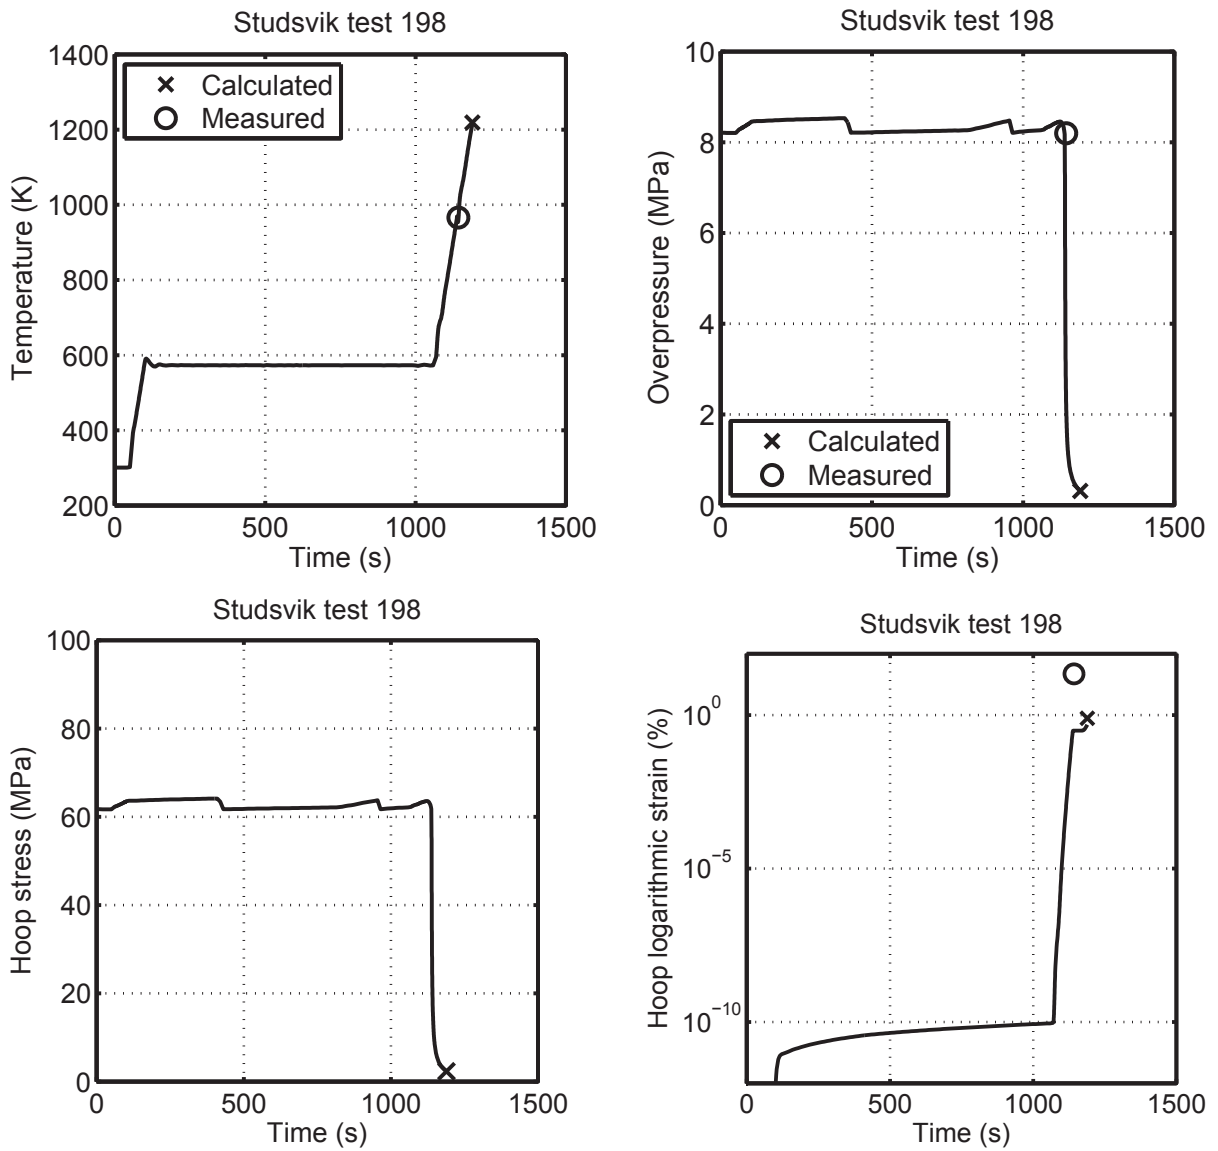 Studsvik test 198
1400
1200
1000
800
600
400
200
Temperature (K)
Calculated
Measured
0 500 1000 1500
Time (s)
Studsvik test 198
10
8
6
4
2
0
Overpressure (MPa)
Calculated
Measured
0 500 1000 1500
Time (s)
Studsvik test 198
100
80
60
40
20
0
Hoop stress (MPa)
0 500 1000 1500
Time (s)
Studsvik test 198
10⁰
10⁻⁵
10⁻¹⁰
Hoop logarithmic strain (%)
0 500 1000 1500
Time (s)